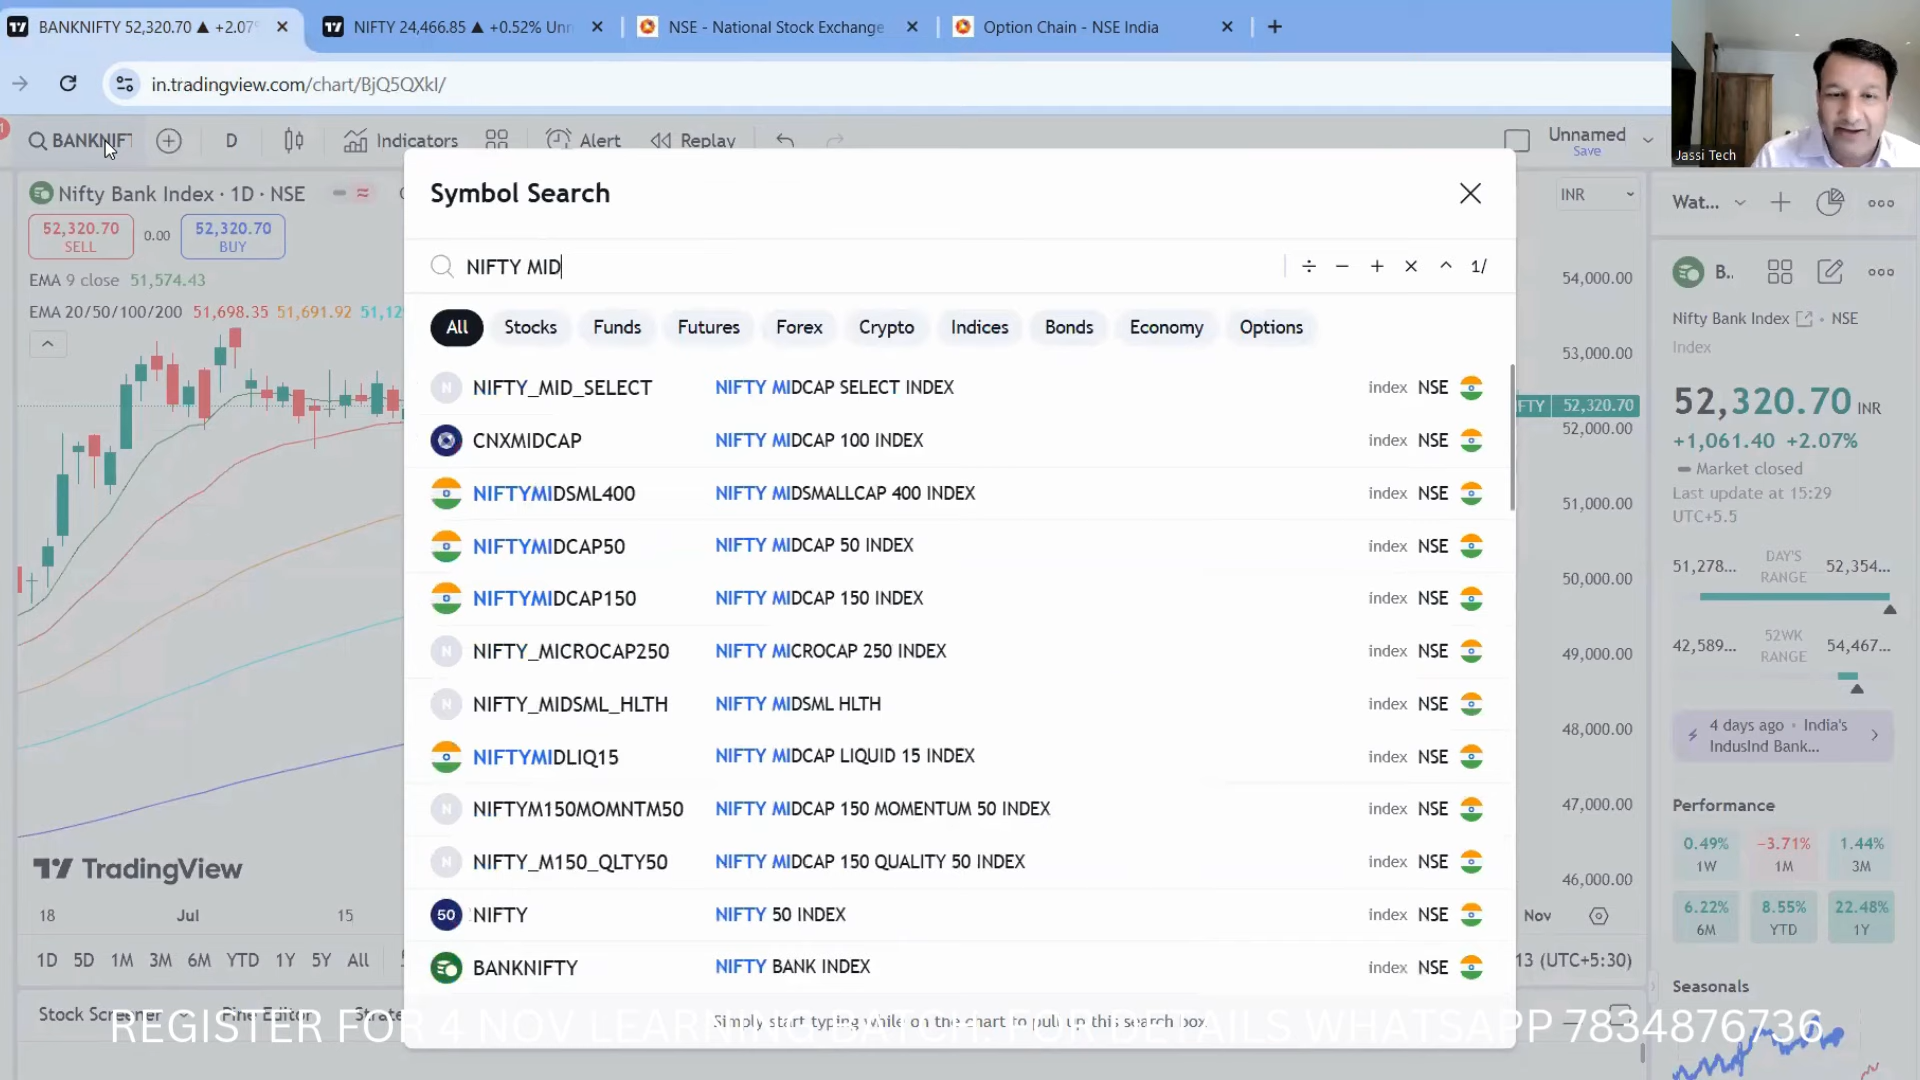 BANKNIFTY 52,320.70 ▲ +2.07
NIFTY 24,466.85 ▲ +0.52% Unn
NSE - National Stock Exchange
Option Chain - NSE India
in.tradingview.com/chart/BjQ5QXkI/
BANKNIFT
D
Indicators
Alert
Replay
Unnamed
Save
Jassi Tech
Nifty Bank Index · 1D · NSE
52,320.70
SELL
0.00
52,320.70
BUY
EMA 9 close 51,574.43
EMA 20/50/100/200 51,698.35 51,691.92 51,12
Symbol Search
NIFTY MID
÷ − + × ^ 1/
All
Stocks
Funds
Futures
Forex
Crypto
Indices
Bonds
Economy
Options
N NIFTY_MID_SELECT NIFTY MIDCAP SELECT INDEX index NSE
CNXMIDCAP NIFTY MIDCAP 100 INDEX index NSE
NIFTYMIDSML400 NIFTY MIDSMALLCAP 400 INDEX index NSE
NIFTYMIDCAP50 NIFTY MIDCAP 50 INDEX index NSE
NIFTYMIDCAP150 NIFTY MIDCAP 150 INDEX index NSE
N NIFTY_MICROCAP250 NIFTY MICROCAP 250 INDEX index NSE
N NIFTY_MIDSML_HLTH NIFTY MIDSML HLTH index NSE
NIFTYMIDLIQ15 NIFTY MIDCAP LIQUID 15 INDEX index NSE
N NIFTYM150MOMNTM50 NIFTY MIDCAP 150 MOMENTUM 50 INDEX index NSE
N NIFTY_M150_QLTY50 NIFTY MIDCAP 150 QUALITY 50 INDEX index NSE
50 NIFTY NIFTY 50 INDEX index NSE
BANKNIFTY NIFTY BANK INDEX index NSE
Simply start typing while on the chart to pull up this search box
TradingView
18 Jul 15
1D 5D 1M 3M 6M YTD 1Y 5Y All
Stock Screener
Pine Editor
Strate
INR
54,000.00
53,000.00
FTY 52,320.70
52,000.00
51,000.00
50,000.00
49,000.00
48,000.00
47,000.00
46,000.00
Nov
13 (UTC+5:30)
Wat...
B..
Nifty Bank Index • NSE
Index
52,320.70 INR
+1,061.40 +2.07%
Market closed
Last update at 15:29
UTC+5.5
51,278... DAY'S RANGE 52,354...
42,589... 52WK RANGE 54,467...
4 days ago • India's
IndusInd Bank...
Performance
0.49% −3.71% 1.44%
1W 1M 3M
6.22% 8.55% 22.48%
6M YTD 1Y
Seasonals
REGISTER FOR 4 NOV LEARNING BATCH. FOR DETAILS WHATSAPP 7834876736